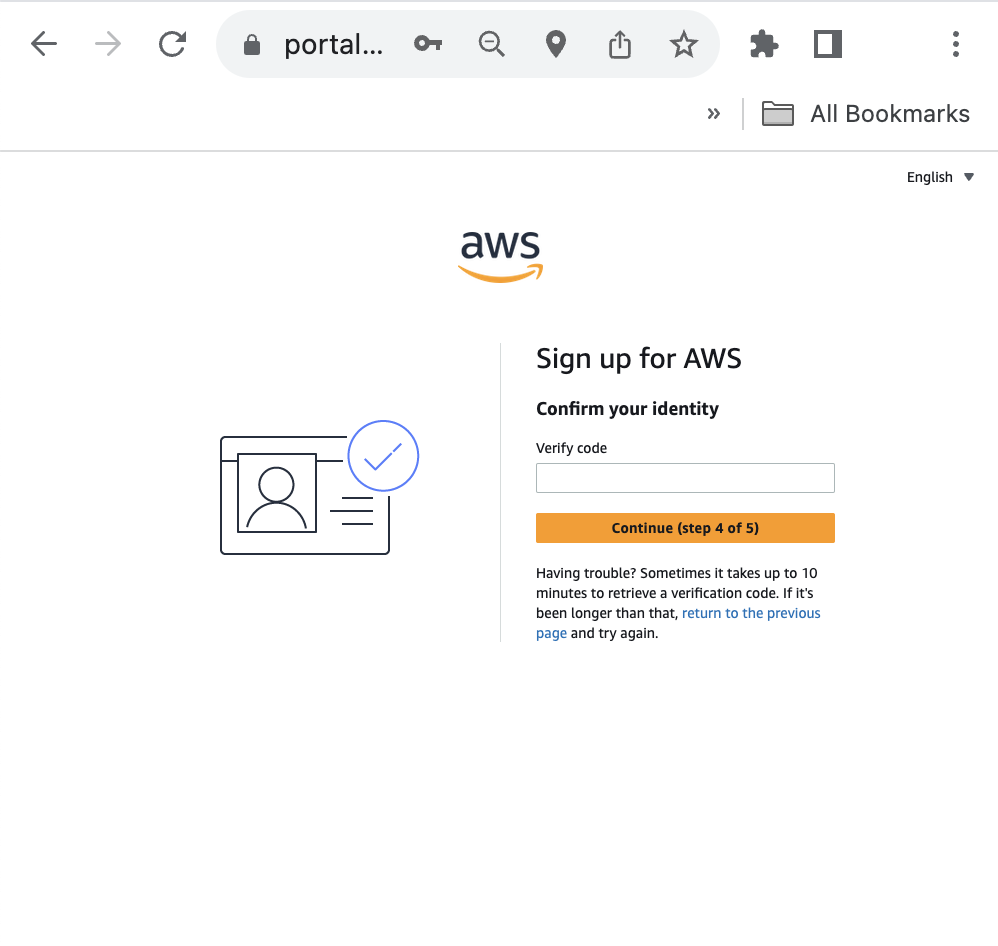 portal...
» All Bookmarks
English
aws
Sign up for AWS
Confirm your identity
Verify code
Continue (step 4 of 5)
Having trouble? Sometimes it takes up to 10
minutes to retrieve a verification code. If it's
been longer than that, return to the previous
page and try again.